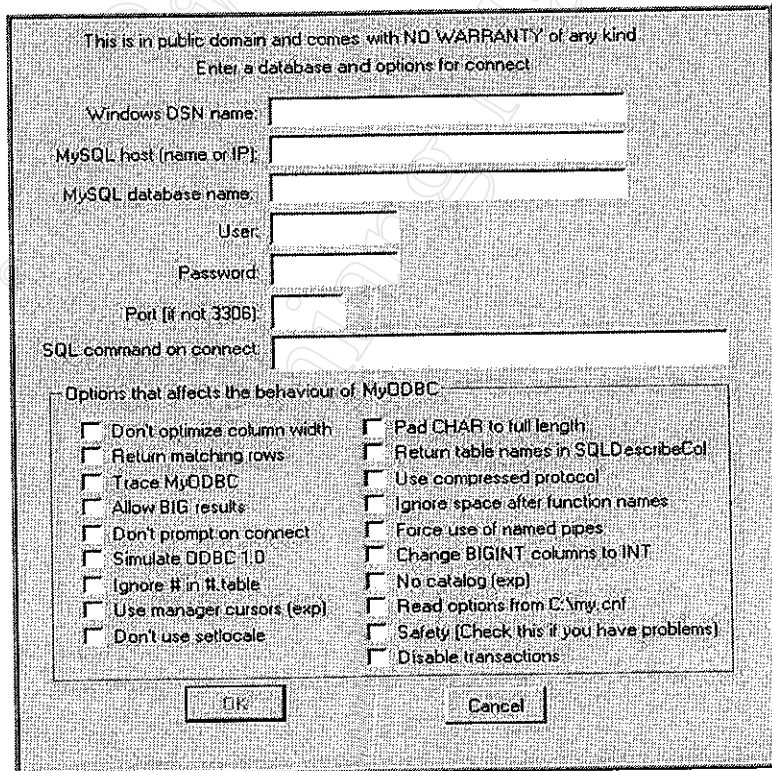 This is in public domain and comes with NO WARRANTY of any kind
Enter a database and options for connect
Windows DSN name:
MySQL host (name or IP):
MySQL database name:
User:
Password:
Port (if not 3306):
SQL command on connect:
Options that affects the behaviour of MyODBC
Don't optimize column width
Return matching rows
Trace MyODBC
Allow BIG results
Don't prompt on connect
Simulate ODBC 1.0
Ignore # in #.table
Use manager cursors (exp)
Don't use setlocale
Pad CHAR to full length
Return table names in SQLDescribeCol
Use compressed protocol
Ignore space after function names
Force use of named pipes
Change BIGINT columns to INT
No catalog (exp)
Read options from C:\my.cnf
Safety (Check this if you have problems)
Disable transactions
OK
Cancel